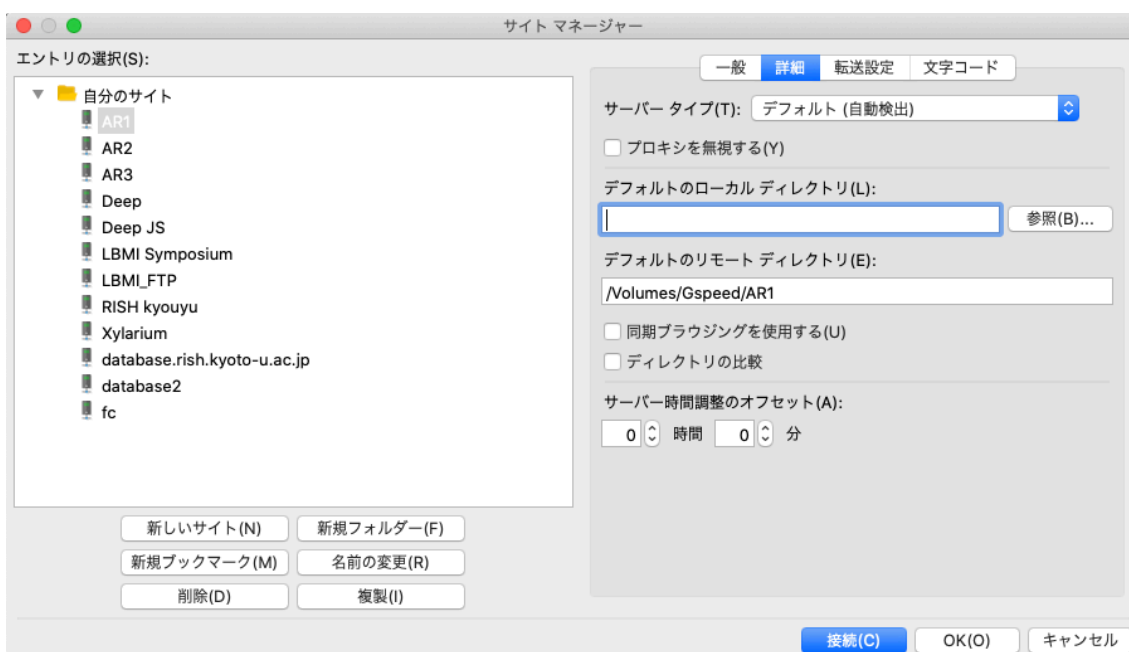 サイト マネージャー
エントリの選択(S):
自分のサイト
AR1
AR2
AR3
Deep
Deep JS
LBMI Symposium
LBMI_FTP
RISH kyouyu
Xylarium
database.rish.kyoto-u.ac.jp
database2
fc
新しいサイト(N) 新規フォルダー(F)
新規ブックマーク(M) 名前の変更(R)
削除(D) 複製(I)
一般 詳細 転送設定 文字コード
サーバー タイプ(T): デフォルト (自動検出)
プロキシを無視する(Y)
デフォルトのローカル ディレクトリ(L):
参照(B)...
デフォルトのリモート ディレクトリ(E):
/Volumes/Gspeed/AR1
同期ブラウジングを使用する(U)
ディレクトリの比較
サーバー時間調整のオフセット(A):
0 時間 0 分
接続(C) OK(O) キャンセル